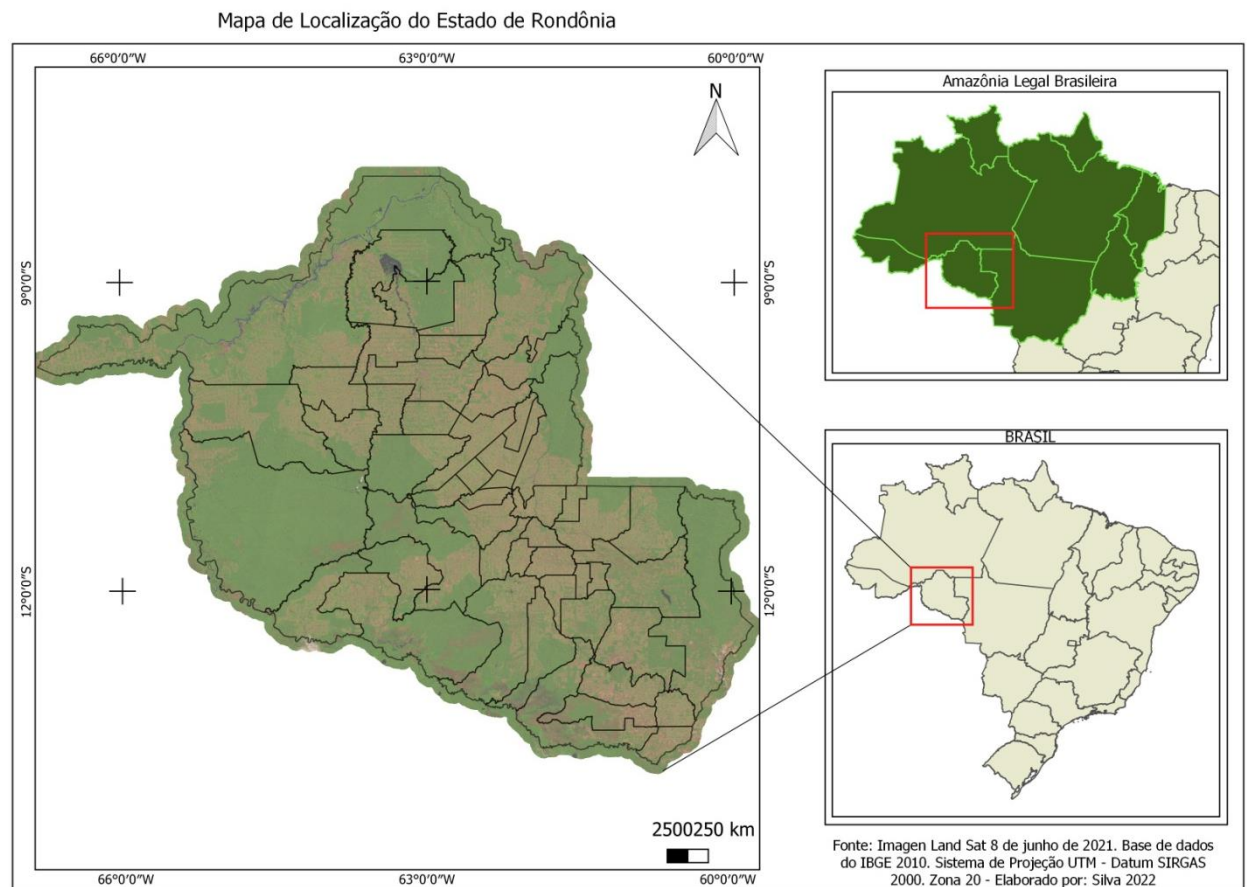 Mapa de Localização do Estado de Rondônia
66°0'0"W
63°0'0"W
60°0'0"W
N
9°0'0"S
9°0'0"S
12°0'0"S
12°0'0"S
2500250 km
66°0'0"W
63°0'0"W
60°0'0"W
Amazônia Legal Brasileira
BRASIL
Fonte: Imagen Land Sat 8 de junho de 2021. Base de dados
do IBGE 2010. Sistema de Projeção UTM - Datum SIRGAS
2000. Zona 20 - Elaborado por: Silva 2022